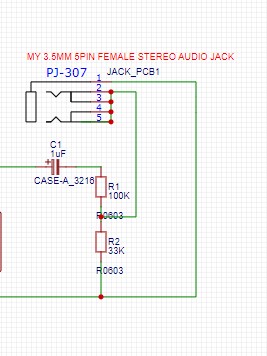 MY 3.5MM 5PIN FEMALE STEREO AUDIO JACK
PJ-307
JACK_PCB1
1
2
3
4
5
C1
1uF
+
CASE-A_3216
R1
100K
R0603
R2
33K
R0603